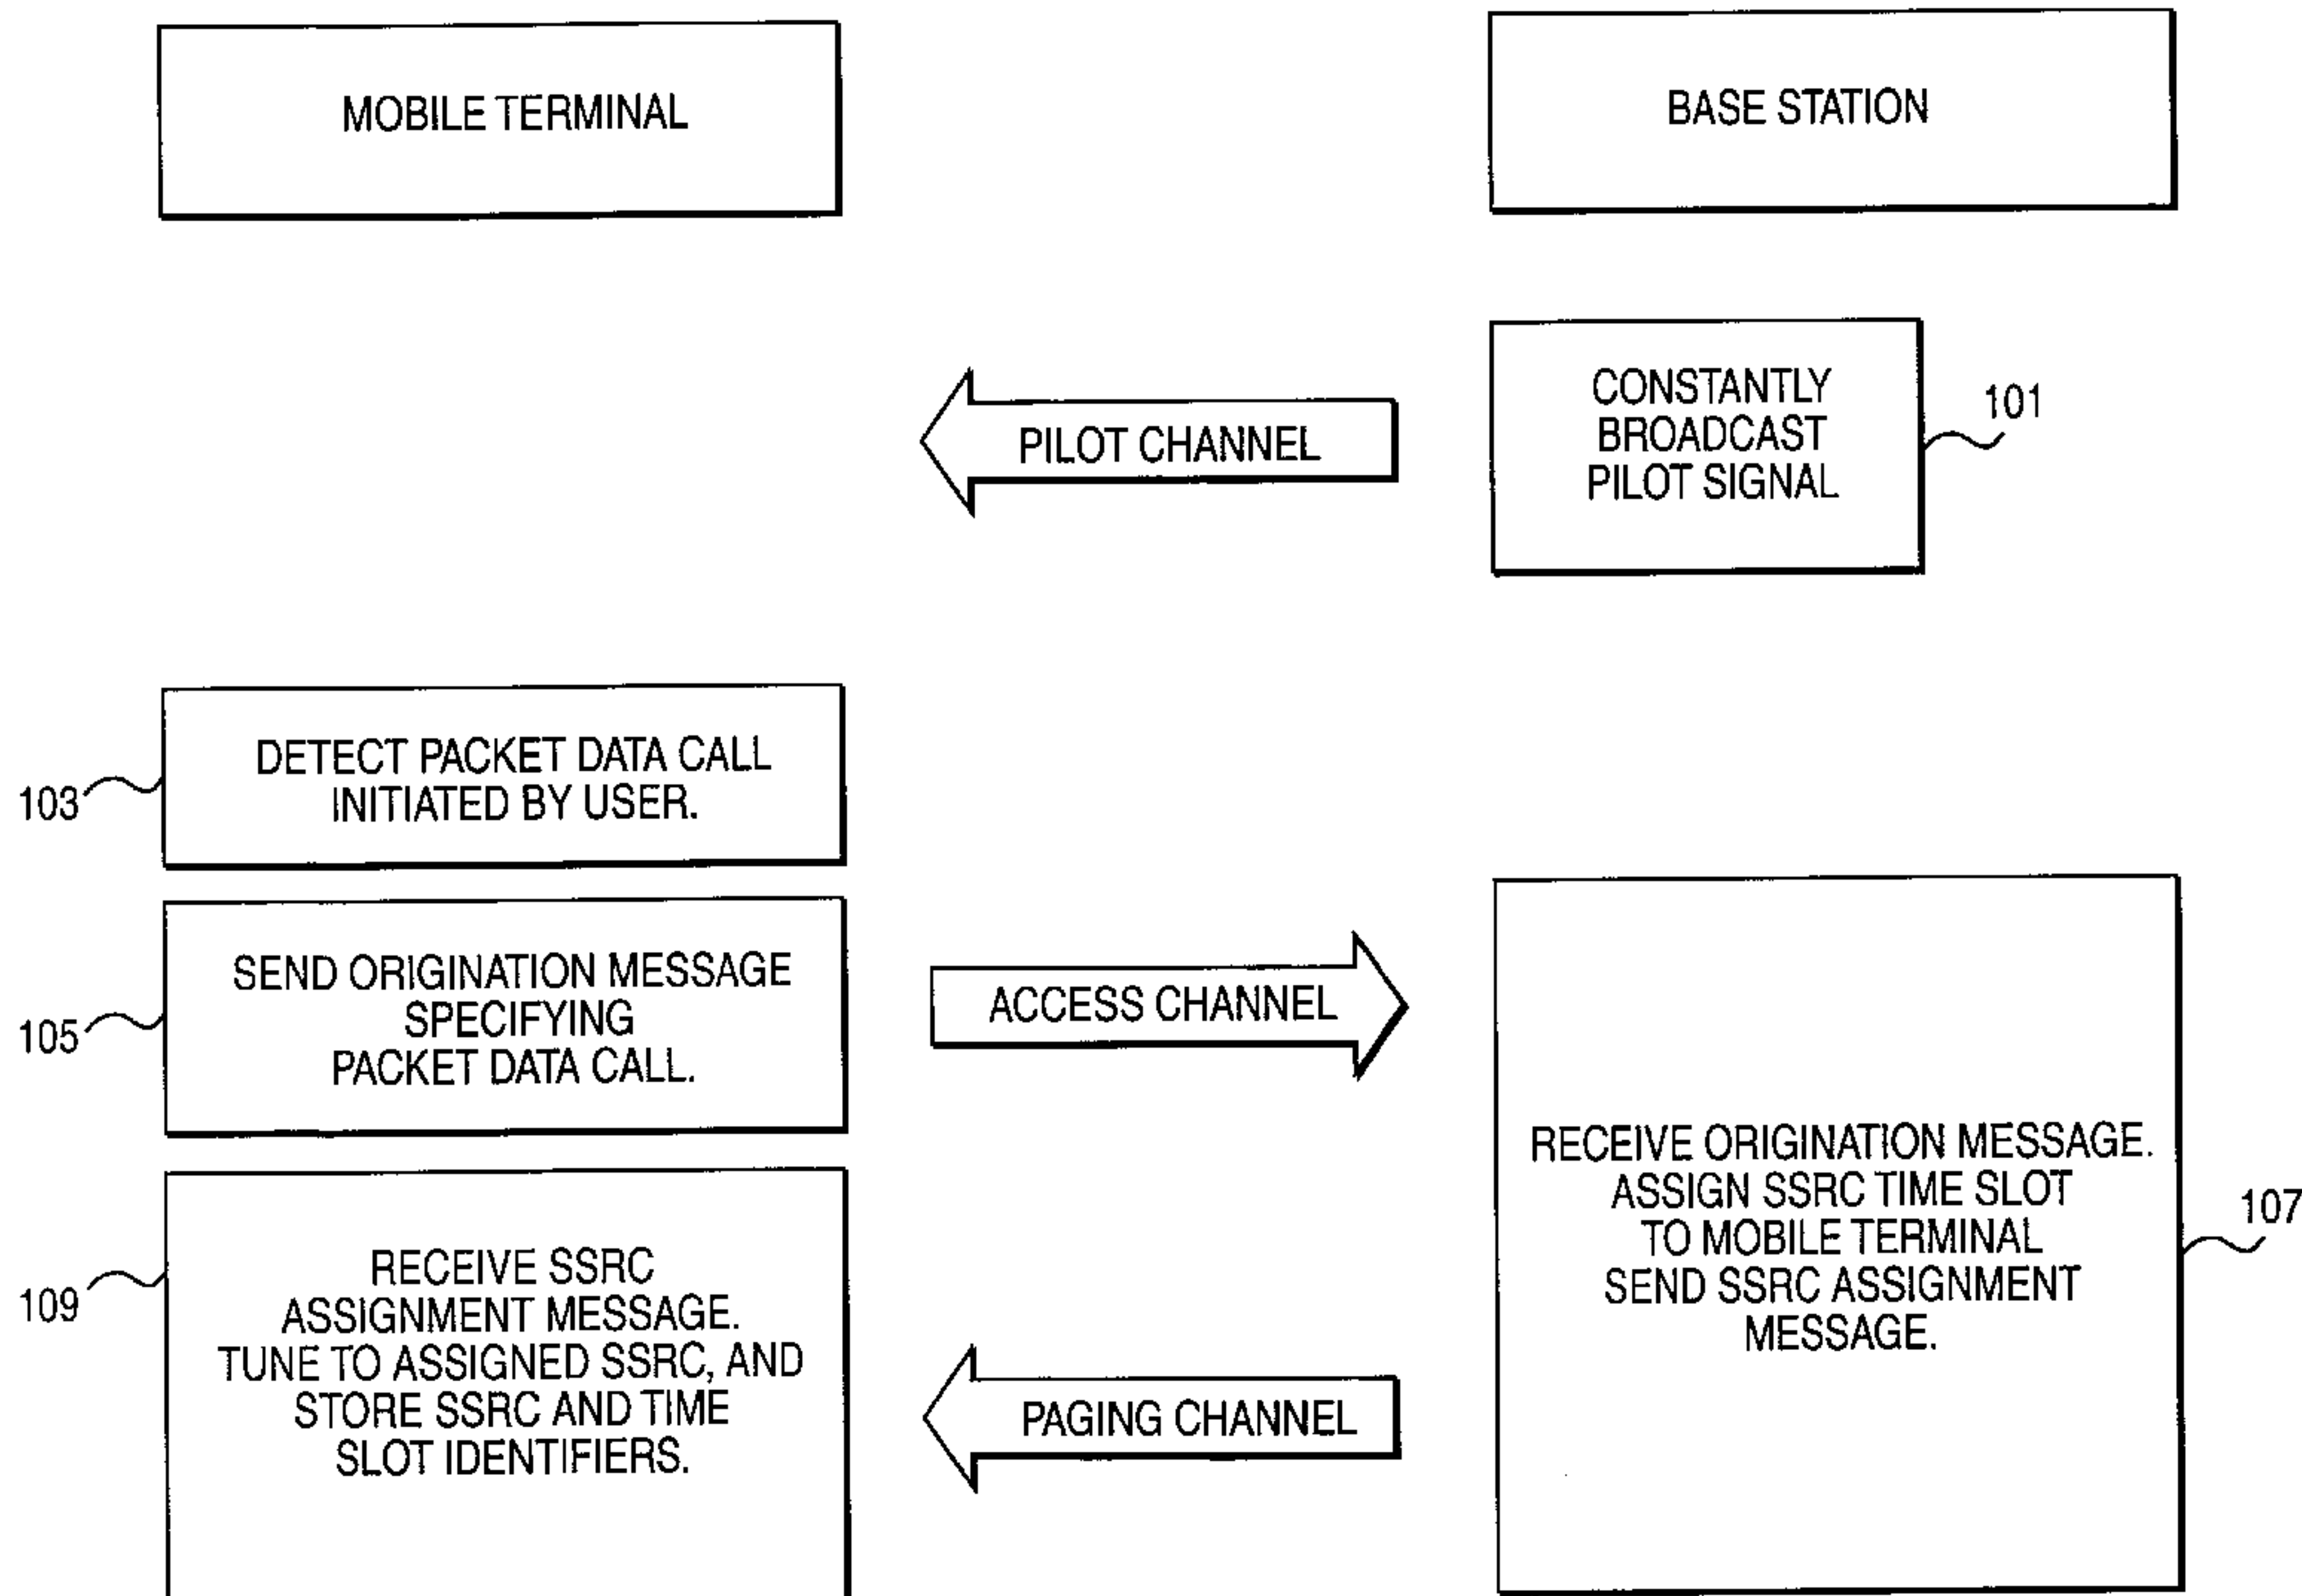 MOBILE TERMINAL
BASE STATION
CONSTANTLY
BROADCAST
PILOT SIGNAL
101
PILOT CHANNEL
103
DETECT PACKET DATA CALL
INITIATED BY USER.
105
SEND ORIGINATION MESSAGE
SPECIFYING
PACKET DATA CALL.
ACCESS CHANNEL
RECEIVE ORIGINATION MESSAGE.
ASSIGN SSRC TIME SLOT
TO MOBILE TERMINAL
SEND SSRC ASSIGNMENT
MESSAGE.
107
109
RECEIVE SSRC
ASSIGNMENT MESSAGE.
TUNE TO ASSIGNED SSRC, AND
STORE SSRC AND TIME
SLOT IDENTIFIERS.
PAGING CHANNEL